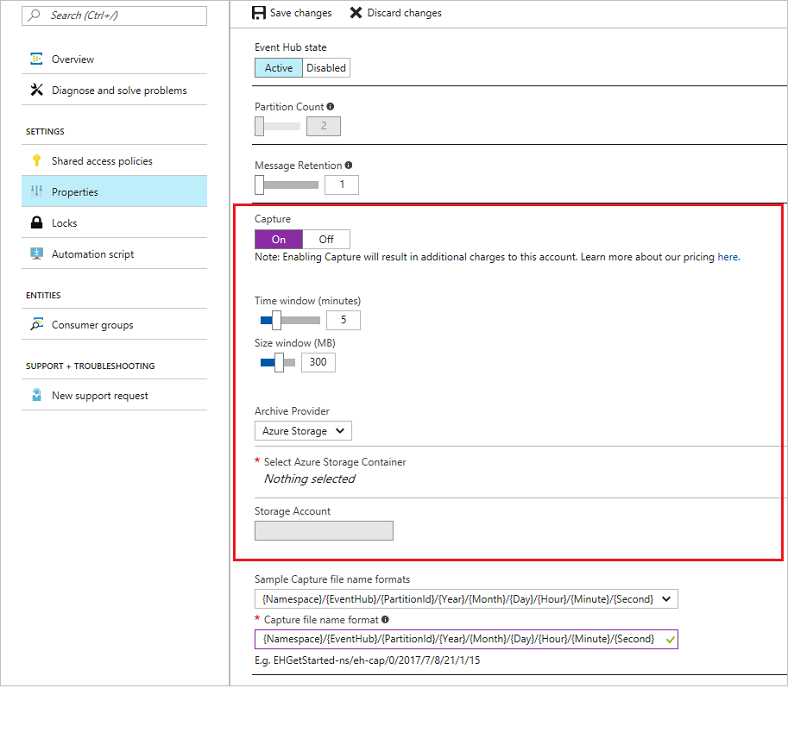 Search (Ctrl+/)
Overview
Diagnose and solve problems
SETTINGS
Shared access policies
Properties
Locks
Automation script
ENTITIES
Consumer groups
SUPPORT + TROUBLESHOOTING
New support request
Save changes Discard changes
Event Hub state
Active Disabled
Partition Count
2
Message Retention
1
Capture
On Off
Note: Enabling Capture will result in additional charges to this account. Learn more about our pricing here.
Time window (minutes)
5
Size window (MB)
300
Archive Provider
Azure Storage
* Select Azure Storage Container
Nothing selected
Storage Account
Sample Capture file name formats
{Namespace}/{EventHub}/{PartitionId}/{Year}/{Month}/{Day}/{Hour}/{Minute}/{Second}
* Capture file name format
{Namespace}/{EventHub}/{PartitionId}/{Year}/{Month}/{Day}/{Hour}/{Minute}/{Second}
E.g. EHGetStarted-ns/eh-cap/0/2017/7/8/21/1/15